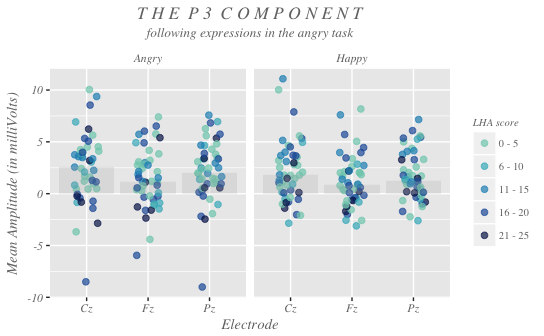 THE P3 COMPONENT
following expressions in the angry task
Angry
Happy
LHA score
0 - 5
6 - 10
11 - 15
16 - 20
21 - 25
Mean Amplitude (in milliVolts)
10
5
0
-5
-10
Cz Fz Pz
Cz Fz Pz
Electrode